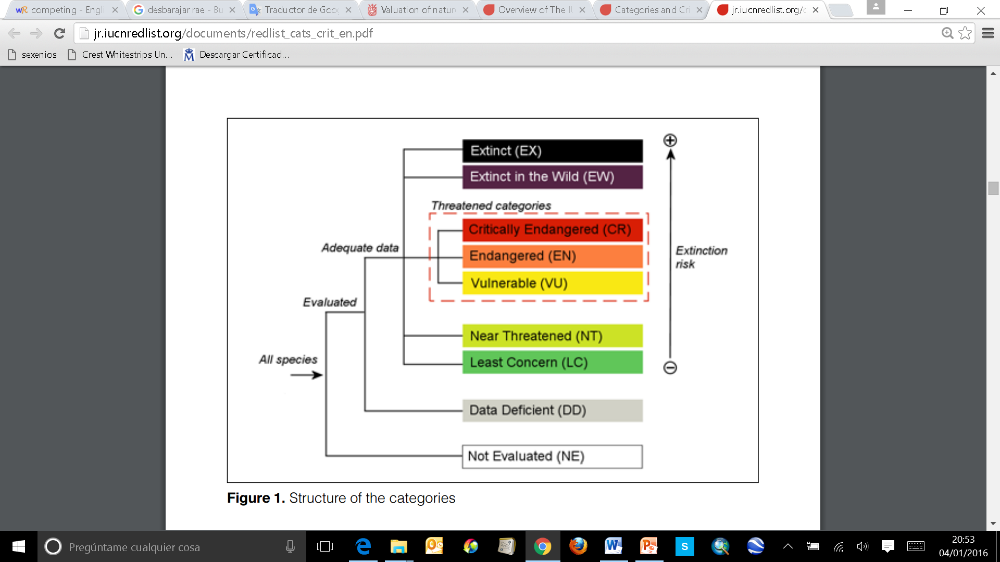 competing - Engli
desbarajar rae - Bu
Traductor de Goo
Valuation of natur
Overview of The IU
Categories and Cri
jr.iucnredlist.org/
jr.iucnredlist.org/documents/redlist_cats_crit_en.pdf
sexenios
Crest Whitestrips Un...
Descargar Certificad...
Extinct (EX)
Extinct in the Wild (EW)
Threatened categories
Critically Endangered (CR)
Adequate data
Endangered (EN)
Extinction
risk
Vulnerable (VU)
Evaluated
Near Threatened (NT)
All species
Least Concern (LC)
Data Deficient (DD)
Not Evaluated (NE)
Figure 1. Structure of the categories
Pregúntame cualquier cosa
20:53
04/01/2016